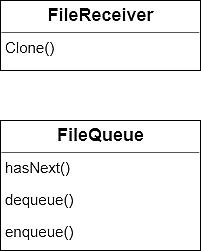 FileReceiver
Clone()
FileQueue
hasNext()
dequeue()
enqueue()